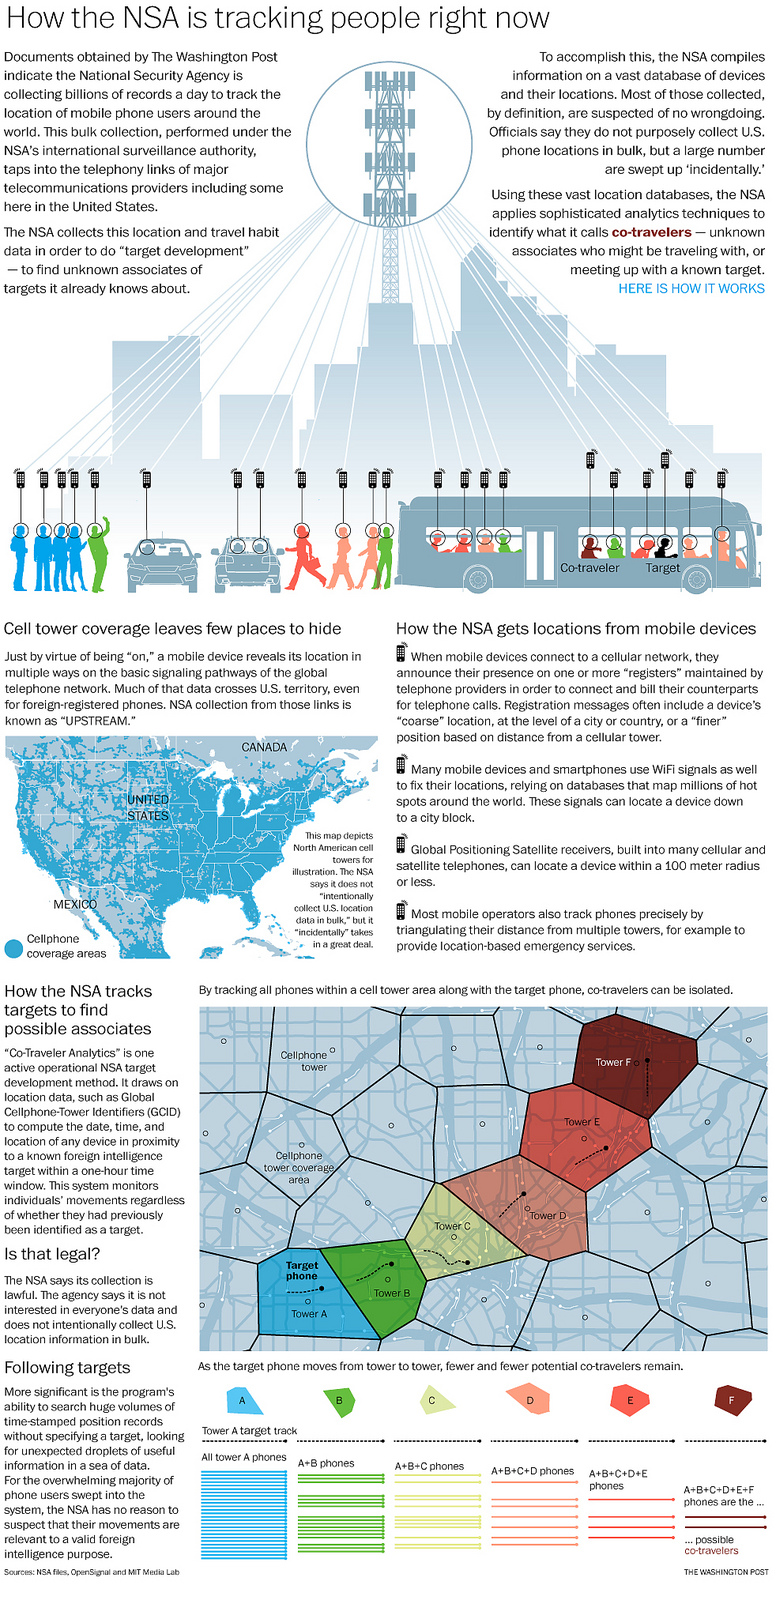 How the NSA is tracking people right now
Documents obtained by The Washington Post
indicate the National Security Agency is
collecting billions of records a day to track the
location of mobile phone users around the
world. This bulk collection, performed under the
NSA's international surveillance authority,
taps into the telephony links of major
telecommunications providers including some
here in the United States.
The NSA collects this location and travel habit
data in order to do “target development”
— to find unknown associates of
targets it already knows about.
To accomplish this, the NSA compiles
information on a vast database of devices
and their locations. Most of those collected,
by definition, are suspected of no wrongdoing.
Officials say they do not purposely collect U.S.
phone locations in bulk, but a large number
are swept up ‘incidentally.’
Using these vast location databases, the NSA
applies sophisticated analytics techniques to
identify what it calls co-travelers — unknown
associates who might be traveling with, or
meeting up with a known target.
HERE IS HOW IT WORKS
Co-traveler
Target
Cell tower coverage leaves few places to hide
Just by virtue of being “on,” a mobile device reveals its location in
multiple ways on the basic signaling pathways of the global
telephone network. Much of that data crosses U.S. territory, even
for foreign-registered phones. NSA collection from those links is
known as “UPSTREAM.”
CANADA
UNITED
STATES
MEXICO
This map depicts
North American cell
towers for
illustration. The NSA
says it does not
“intentionally
collect U.S. location
data in bulk,” but it
“incidentally” takes
in a great deal.
Cellphone
coverage areas
How the NSA gets locations from mobile devices
When mobile devices connect to a cellular network, they
announce their presence on one or more “registers” maintained by
telephone providers in order to connect and bill their counterparts
for telephone calls. Registration messages often include a device's
“coarse” location, at the level of a city or country, or a “finer”
position based on distance from a cellular tower.
Many mobile devices and smartphones use WiFi signals as well
to fix their locations, relying on databases that map millions of hot
spots around the world. These signals can locate a device down
to a city block.
Global Positioning Satellite receivers, built into many cellular and
satellite telephones, can locate a device within a 100 meter radius
or less.
Most mobile operators also track phones precisely by
triangulating their distance from multiple towers, for example to
provide location-based emergency services.
How the NSA tracks
targets to find
possible associates
“Co-Traveler Analytics” is one
active operational NSA target
development method. It draws on
location data, such as Global
Cellphone-Tower Identifiers (GCID)
to compute the date, time, and
location of any device in proximity
to a known foreign intelligence
target within a one-hour time
window. This system monitors
individuals' movements regardless
of whether they had previously
been identified as a target.
Is that legal?
The NSA says its collection is
lawful. The agency says it is not
interested in everyone's data and
does not intentionally collect U.S.
location information in bulk.
Following targets
More significant is the program's
ability to search huge volumes of
time-stamped position records
without specifying a target, looking
for unexpected droplets of useful
information in a sea of data.
For the overwhelming majority of
phone users swept into the
system, the NSA has no reason to
suspect that their movements are
relevant to a valid foreign
intelligence purpose.
By tracking all phones within a cell tower area along with the target phone, co-travelers can be isolated.
Cellphone
tower
Tower F
Tower E
Cellphone
tower coverage
area
Tower D
Tower C
Target
phone
Tower B
Tower A
As the target phone moves from tower to tower, fewer and fewer potential co-travelers remain.
A
B
C
D
E
F
Tower A target track
All tower A phones
A+B phones
A+B+C phones
A+B+C+D phones
A+B+C+D+E
phones
A+B+C+D+E+F
phones are the ...
... possible
co-travelers
Sources: NSA files, OpenSignal and MIT Media Lab
THE WASHINGTON POST